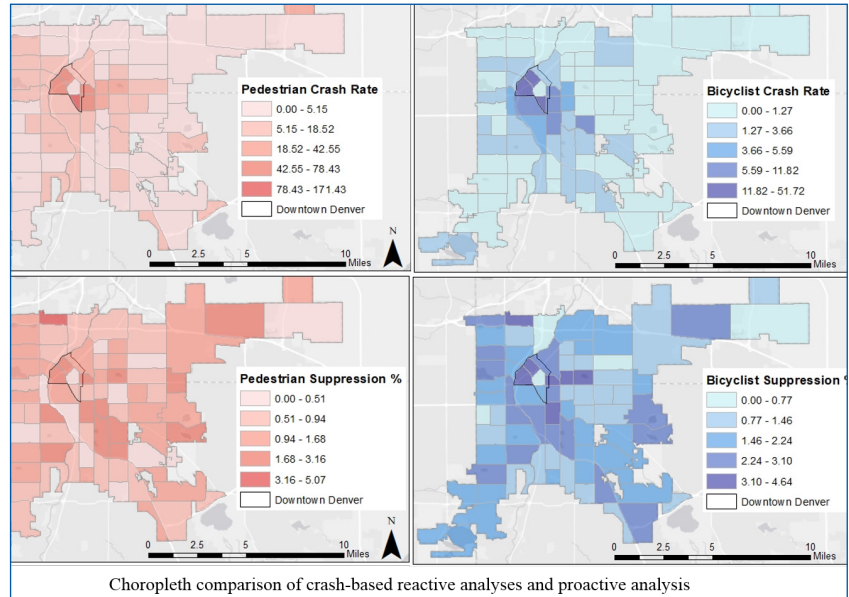 Pedestrian Crash Rate
0.00 - 5.15
5.15 - 18.52
18.52 - 42.55
42.55 - 78.43
78.43 - 171.43
Downtown Denver
N
0 2.5 5 10
Miles
Bicyclist Crash Rate
0.00 - 1.27
1.27 - 3.66
3.66 - 5.59
5.59 - 11.82
11.82 - 51.72
Downtown Denver
0 2.5 5 10
Miles
Pedestrian Suppression %
0.00 - 0.51
0.51 - 0.94
0.94 - 1.68
1.68 - 3.16
3.16 - 5.07
Downtown Denver
N
0 2.5 5 10
Miles
Bicyclist Suppression %
0.00 - 0.77
0.77 - 1.46
1.46 - 2.24
2.24 - 3.10
3.10 - 4.64
Downtown Denver
0 2.5 5 10
Miles
Choropleth comparison of crash-based reactive analyses and proactive analysis